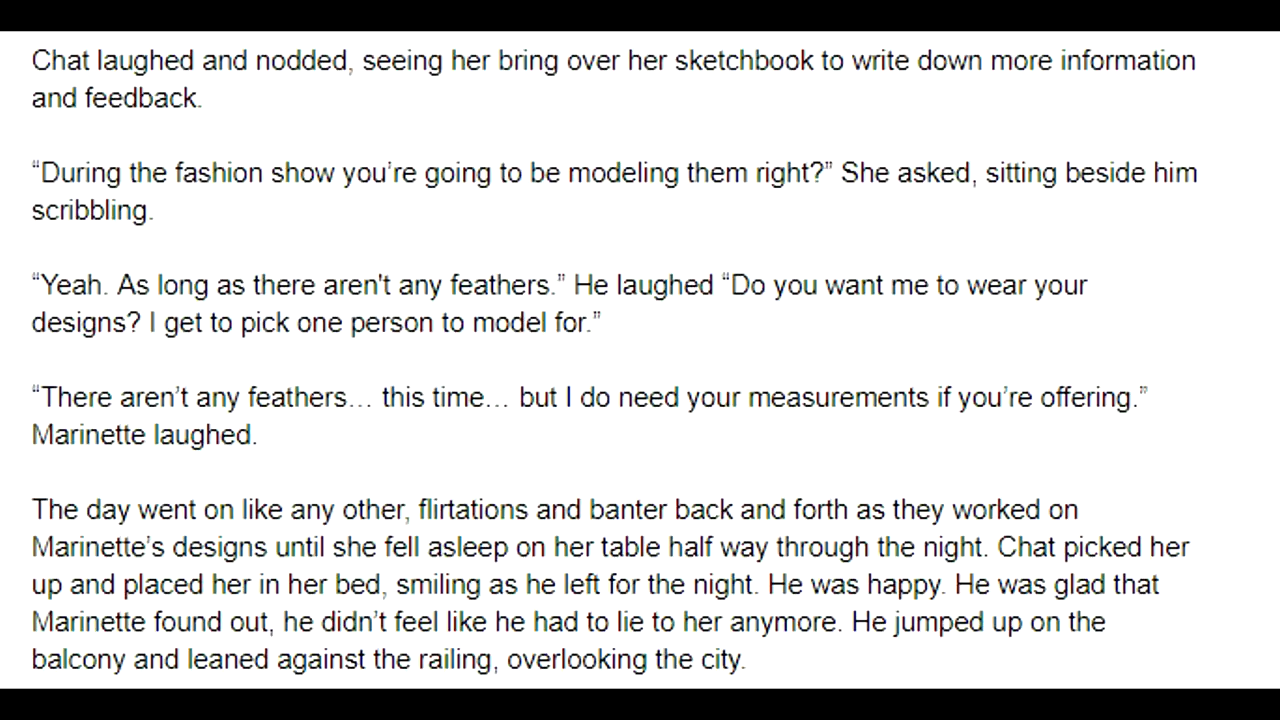 Chat laughed and nodded, seeing her bring over her sketchbook to write down more information
and feedback.
“During the fashion show you’re going to be modeling them right?” She asked, sitting beside him
scribbling.
“Yeah. As long as there aren't any feathers.” He laughed “Do you want me to wear your
designs? I get to pick one person to model for.”
“There aren’t any feathers… this time… but I do need your measurements if you’re offering.”
Marinette laughed.
The day went on like any other, flirtations and banter back and forth as they worked on
Marinette’s designs until she fell asleep on her table half way through the night. Chat picked her
up and placed her in her bed, smiling as he left for the night. He was happy. He was glad that
Marinette found out, he didn’t feel like he had to lie to her anymore. He jumped up on the
balcony and leaned against the railing, overlooking the city.